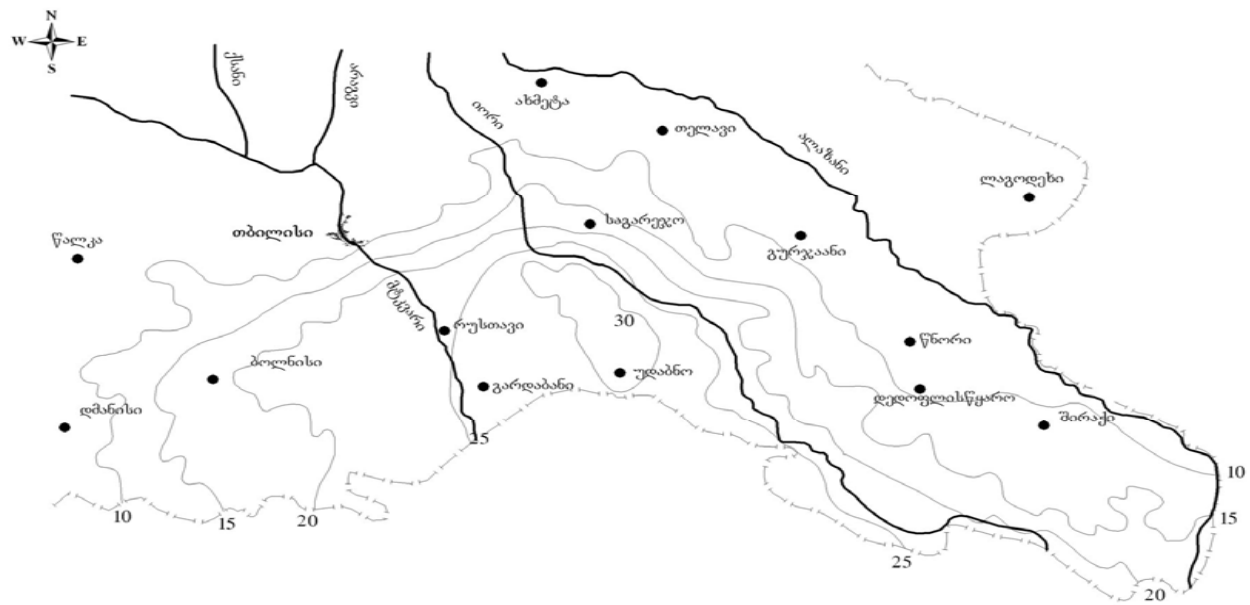 N
W E
S
ქსანი
არაგვი
იორი
ახმეტა
თელავი
ალაზანი
ლაგოდეხი
საგარეჯო
თბილისი
წალკა
გურჯაანი
მტკვარი
რუსთავი
30
წნორი
ბოლნისი
გარდაბანი
უდაბნო
დედოფლისწყარო
დმანისი
შირაქი
25
10
10
15
20
15
25
20